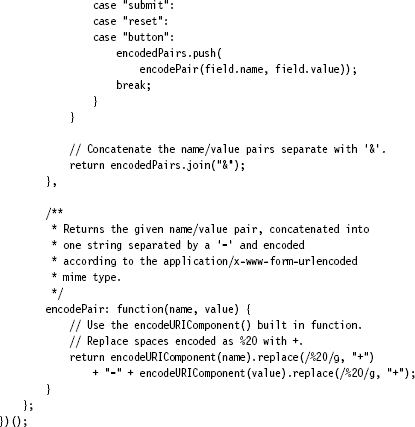 case "submit":
case "reset":
case "button":
encodedPairs.push(
encodePair(field.name, field.value));
break;
}
}
// Concatenate the name/value pairs separate with '&'.
return encodedPairs.join("&");
},
/**
* Returns the given name/value pair, concatenated into
* one string separated by a '=' and encoded
* according to the application/x-www-form-urlencoded
* mime type.
*/
encodePair: function(name, value) {
// Use the encodeURIComponent() built in function.
// Replace spaces encoded as %20 with +.
return encodeURIComponent(name).replace(/%20/g, "+")
+ "=" + encodeURIComponent(value).replace(/%20/g, "+");
}
};
})();